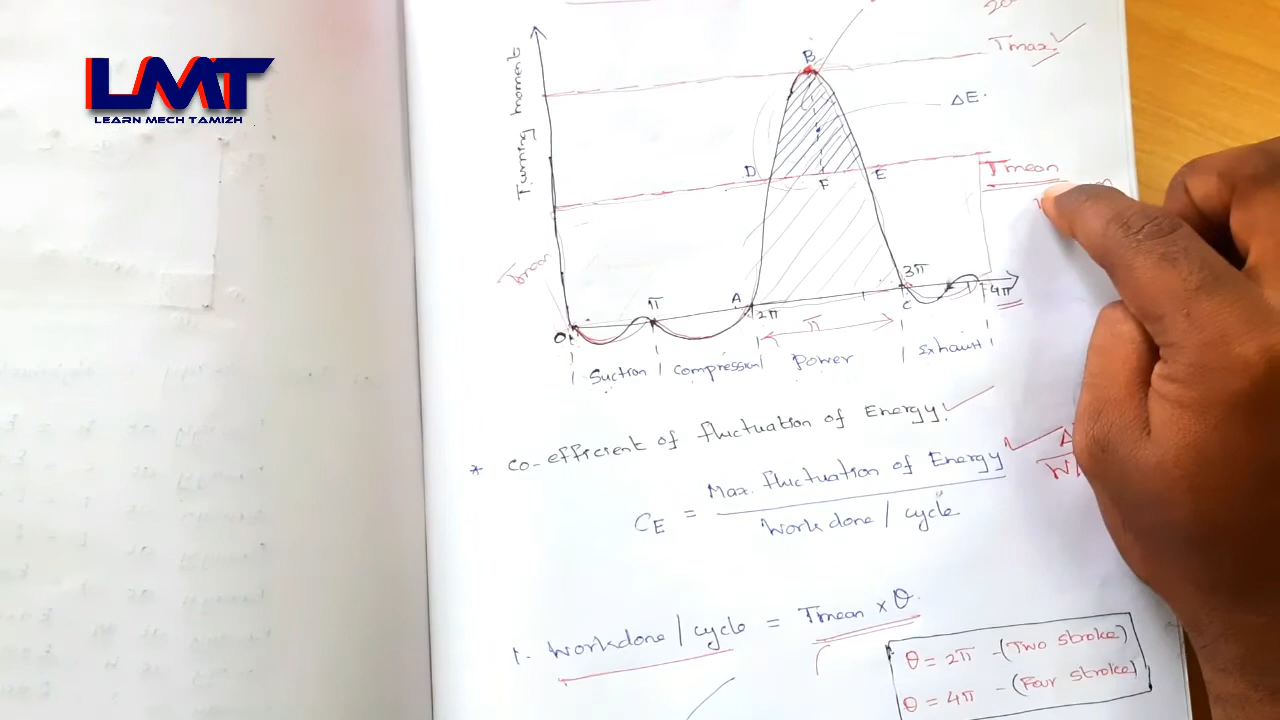 LMT
LEARN MECH TAMIZH
Turning moment
B
Tmax
ΔE.
D
F
E
Tmean
Tmean
O
π
A
2π
π
3π
C
4π
Suction
compression
Power
Exhaust
* Co-efficient of fluctuation of Energy.
CE = Max. fluctuation of Energy
Workdone / cycle
1. Workdone / cycle = Tmean x θ.
θ = 2π - (Two stroke)
θ = 4π - (Four stroke)